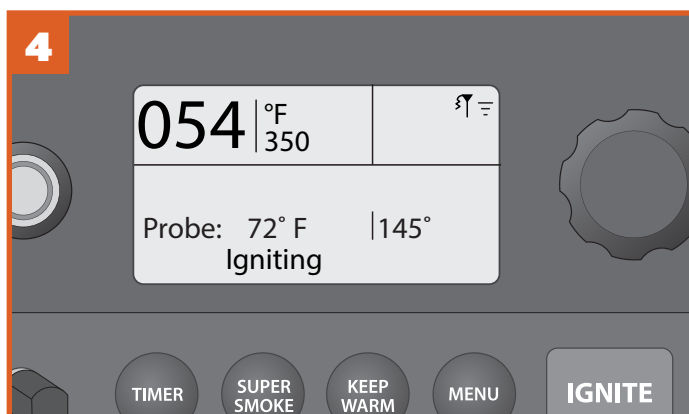 4
054 °F
350
Probe: 72° F 145°
Igniting
TIMER
SUPER
SMOKE
KEEP
WARM
MENU
IGNITE